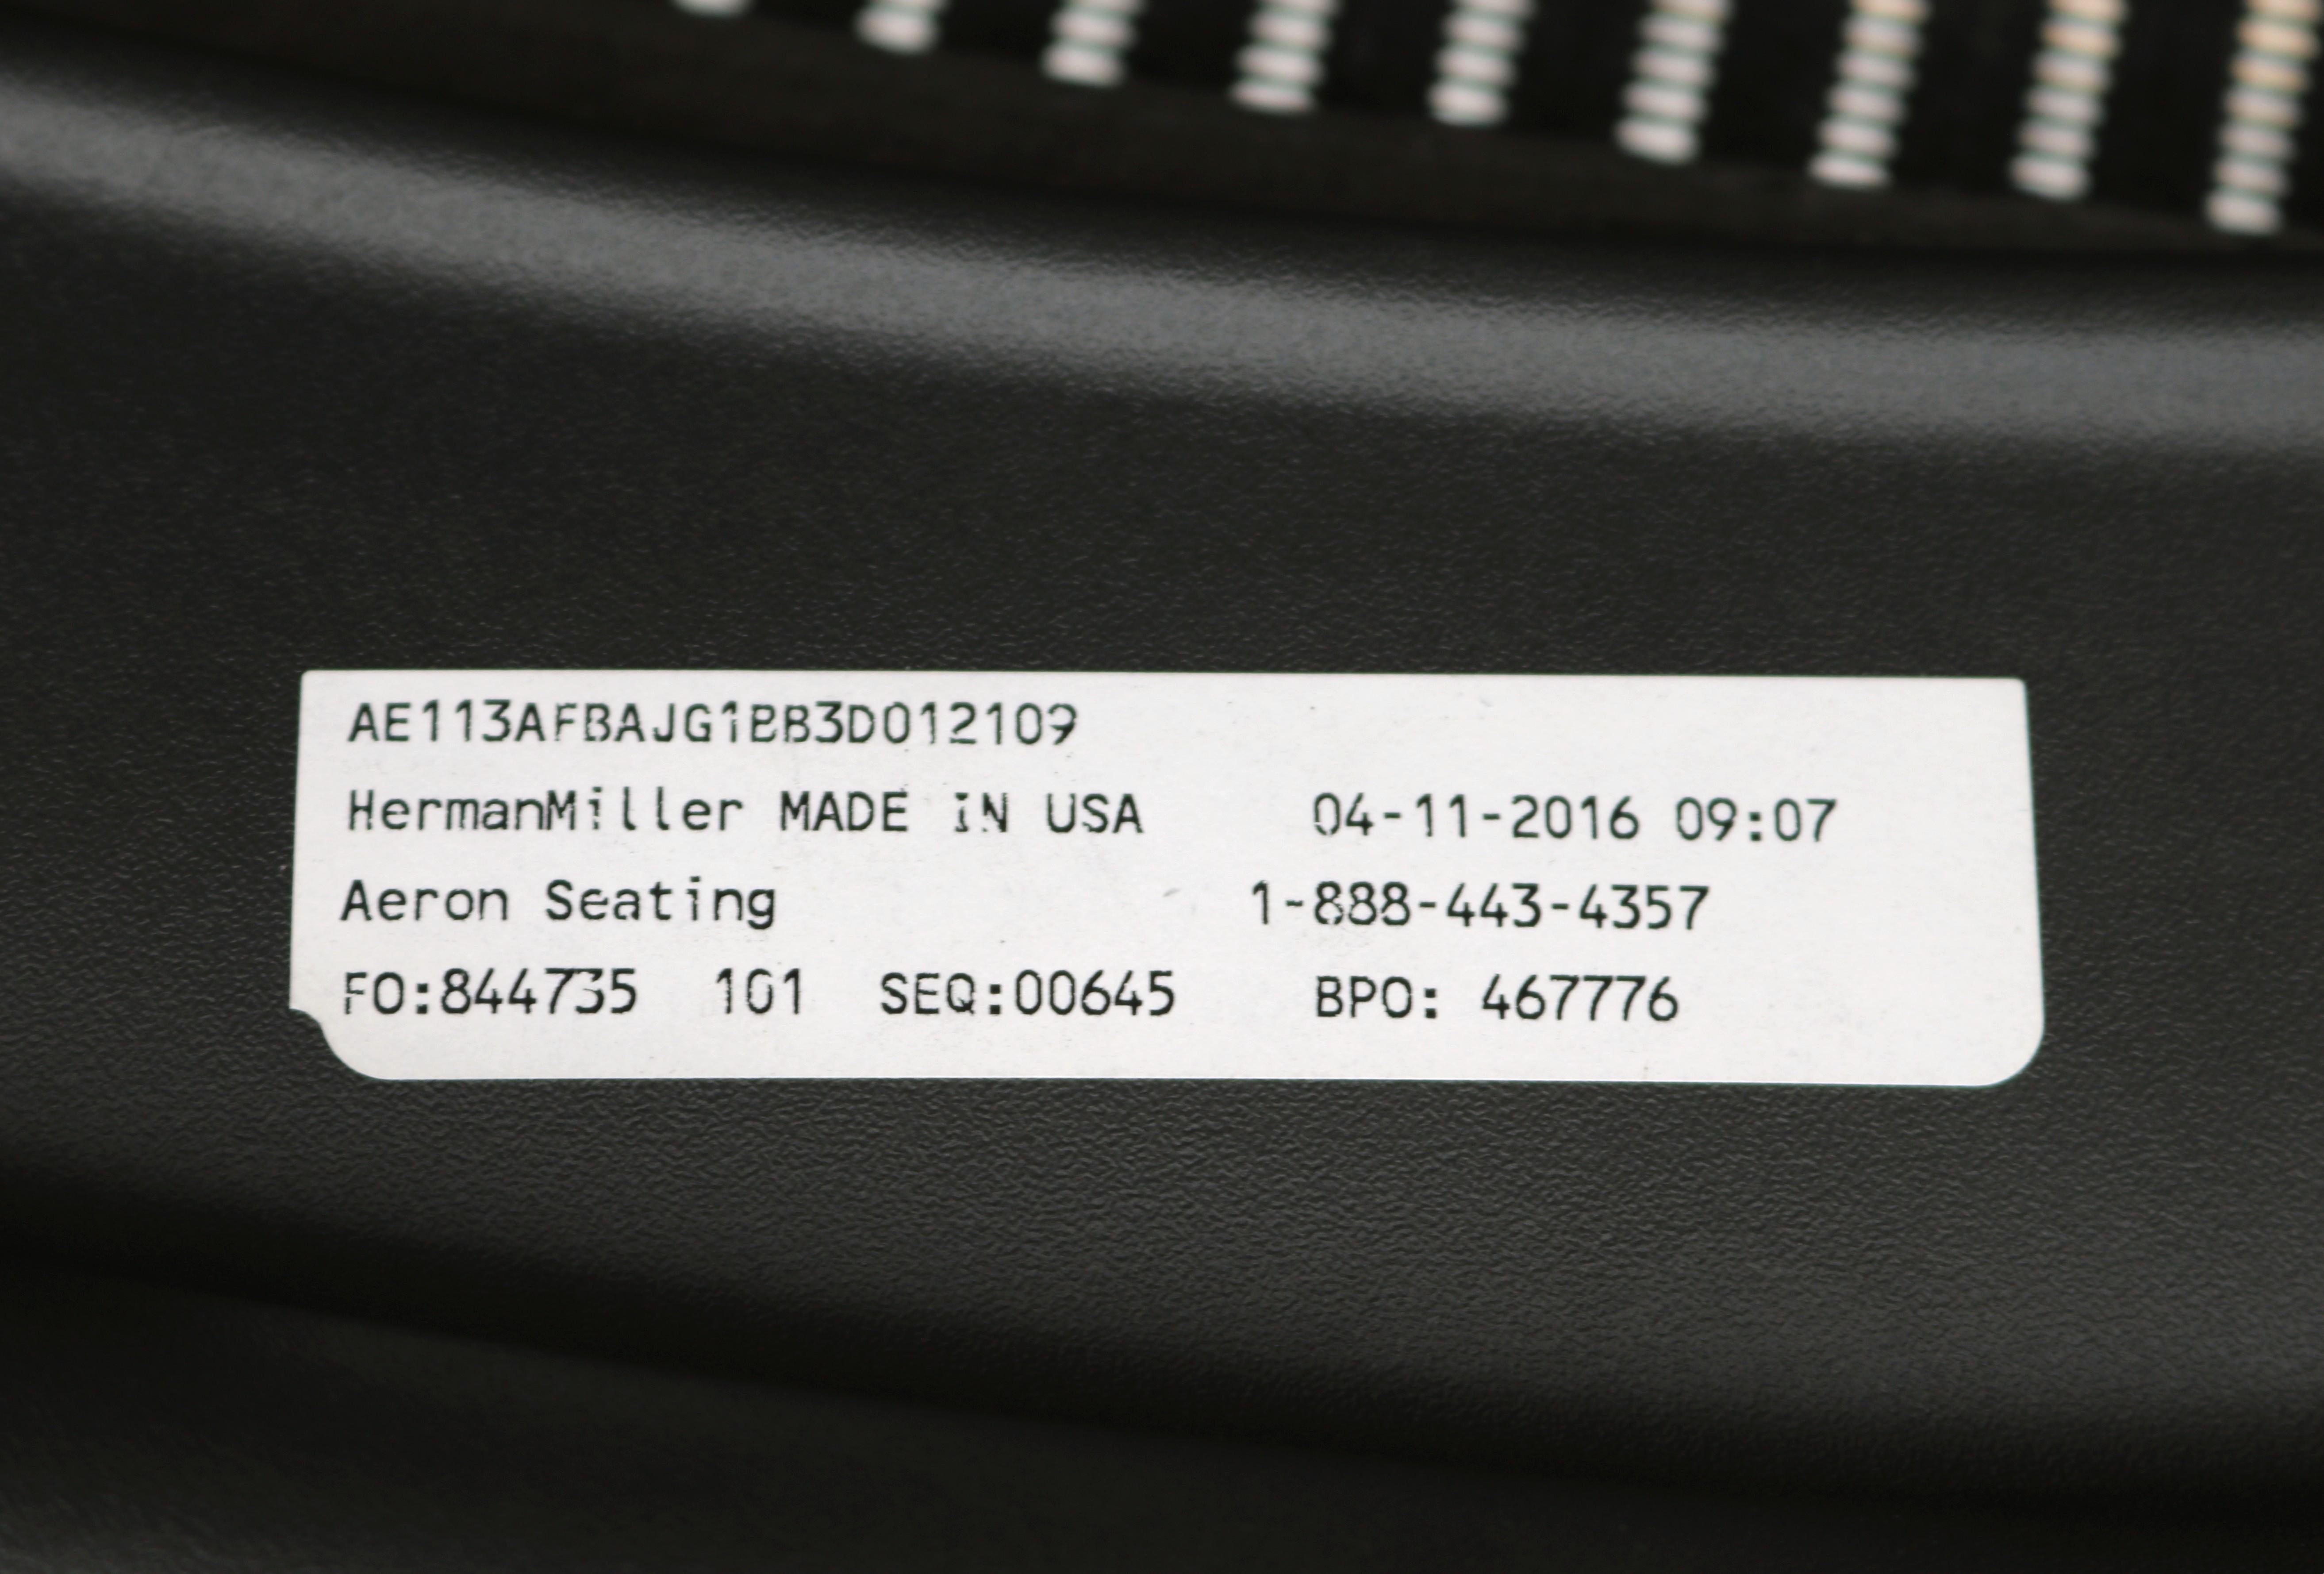 AE113AFBAJG1BB3D012109
HermanMiller MADE IN USA 04-11-2016 09:07
Aeron Seating 1-888-443-4357
FO:844735 101 SEQ:00645 BPO: 467776